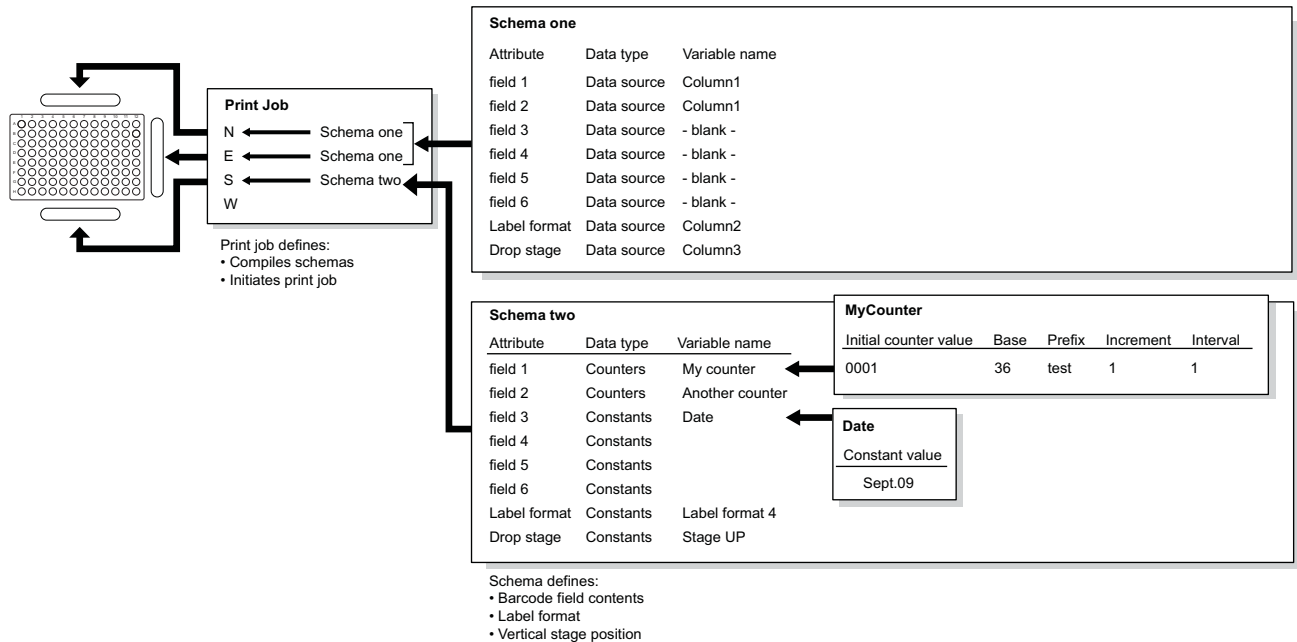 Schema one
Attribute Data type Variable name
field 1 Data source Column1
field 2 Data source Column1
field 3 Data source - blank -
field 4 Data source - blank -
field 5 Data source - blank -
field 6 Data source - blank -
Label format Data source Column2
Drop stage Data source Column3
Print Job
N Schema one
E Schema one
S Schema two
W
Print job defines:
• Compiles schemas
• Initiates print job
Schema two
Attribute Data type Variable name
field 1 Counters My counter
field 2 Counters Another counter
field 3 Constants Date
field 4 Constants
field 5 Constants
field 6 Constants
Label format Constants Label format 4
Drop stage Constants Stage UP
MyCounter
Initial counter value Base Prefix Increment Interval
0001 36 test 1 1
Date
Constant value
Sept.09
Schema defines:
• Barcode field contents
• Label format
• Vertical stage position